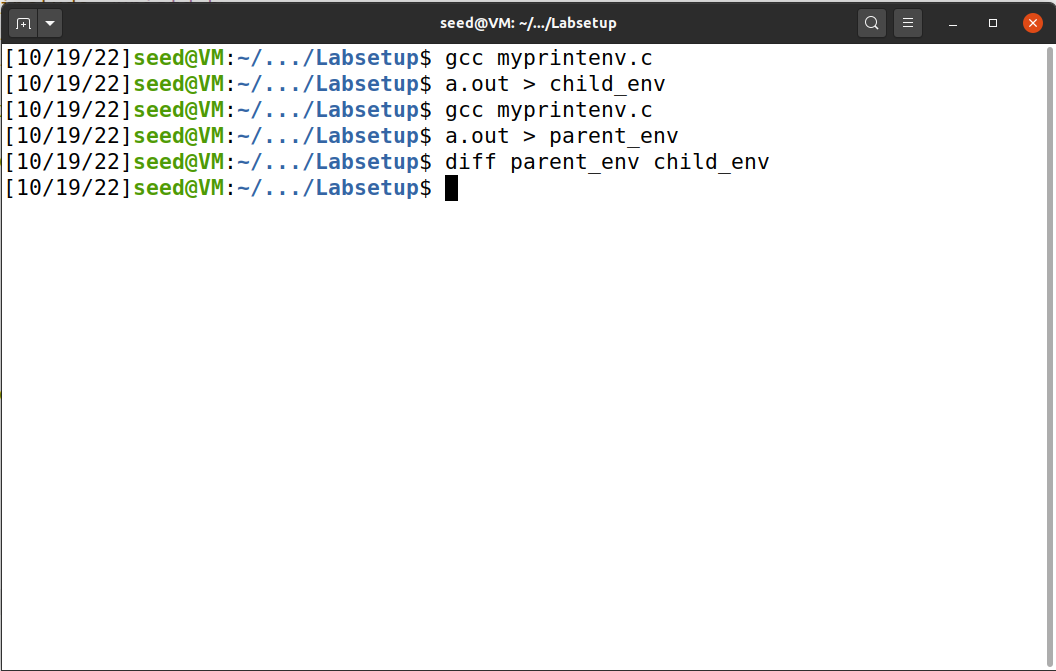 seed@VM: ~/.../Labsetup
[10/19/22]seed@VM:~/.../Labsetup$ gcc myprintenv.c
[10/19/22]seed@VM:~/.../Labsetup$ a.out > child_env
[10/19/22]seed@VM:~/.../Labsetup$ gcc myprintenv.c
[10/19/22]seed@VM:~/.../Labsetup$ a.out > parent_env
[10/19/22]seed@VM:~/.../Labsetup$ diff parent_env child_env
[10/19/22]seed@VM:~/.../Labsetup$